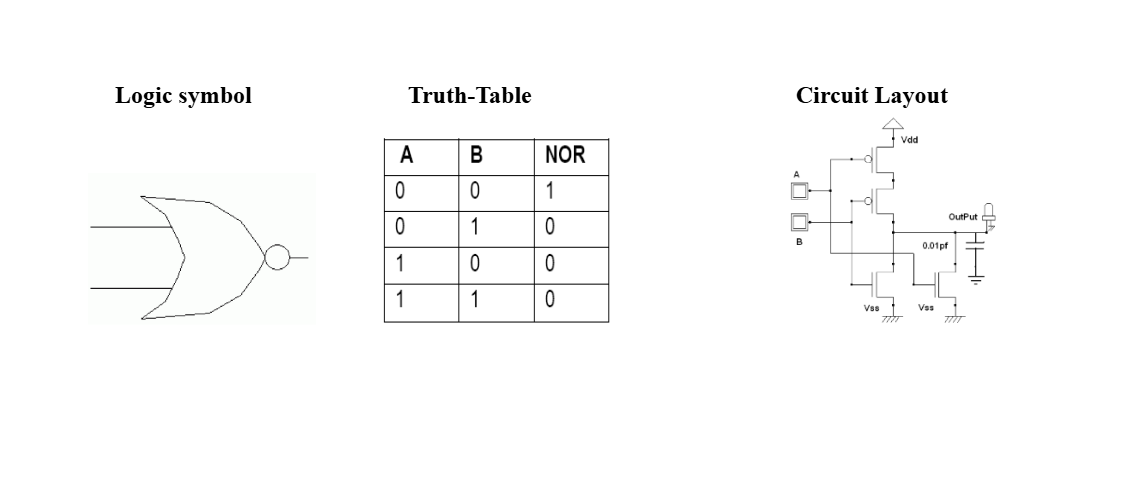 Logic symbol
Truth-Table
Circuit Layout
A B NOR
0 0 1
0 1 0
1 0 0
1 1 0
Vdd
A
B
OutPut
0.01pf
Vss
Vss